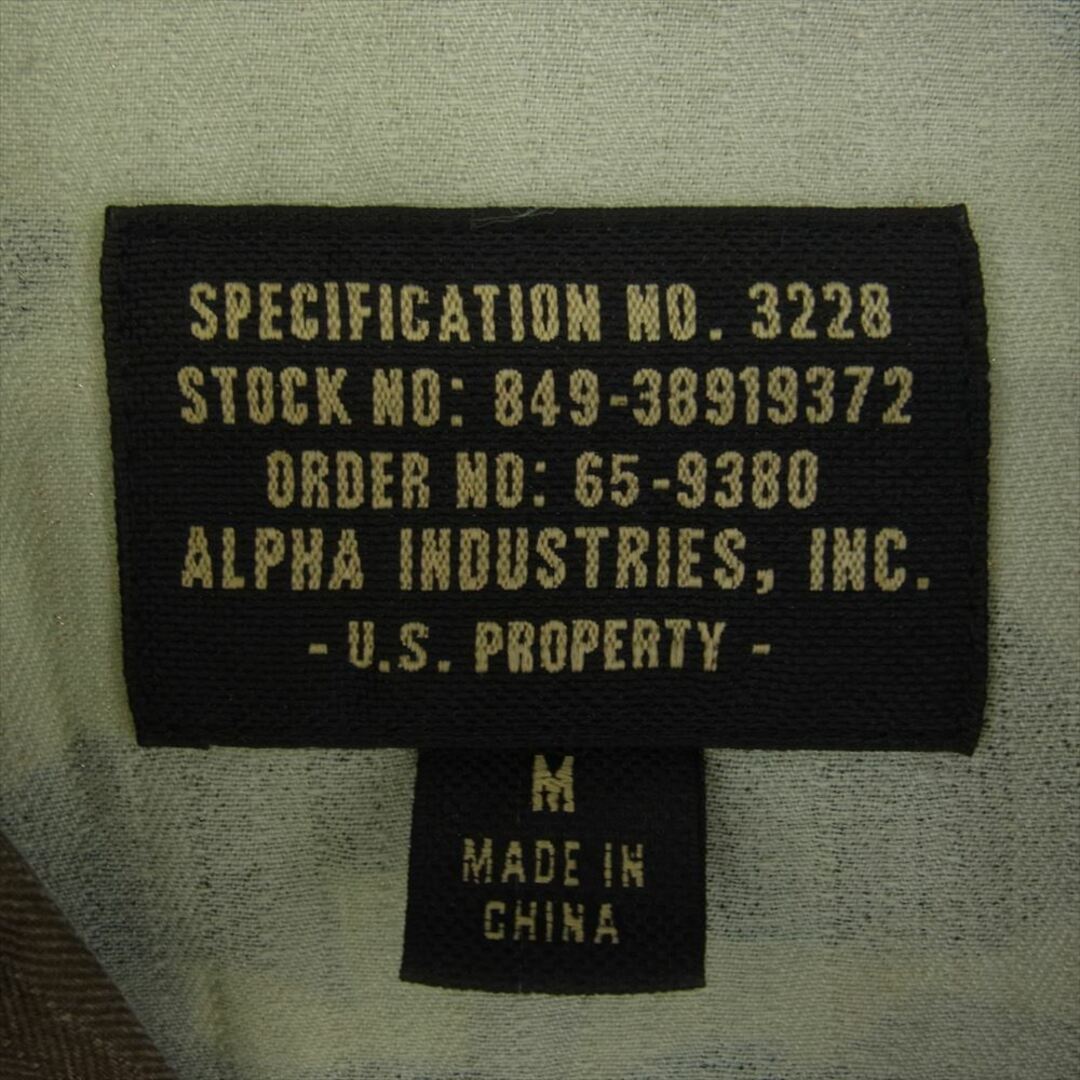 SPECIFICATION NO. 3228
STOCK NO: 849-38919372
ORDER NO: 65-9380
ALPHA INDUSTRIES, INC.
- U.S. PROPERTY -
M
MADE IN
CHINA